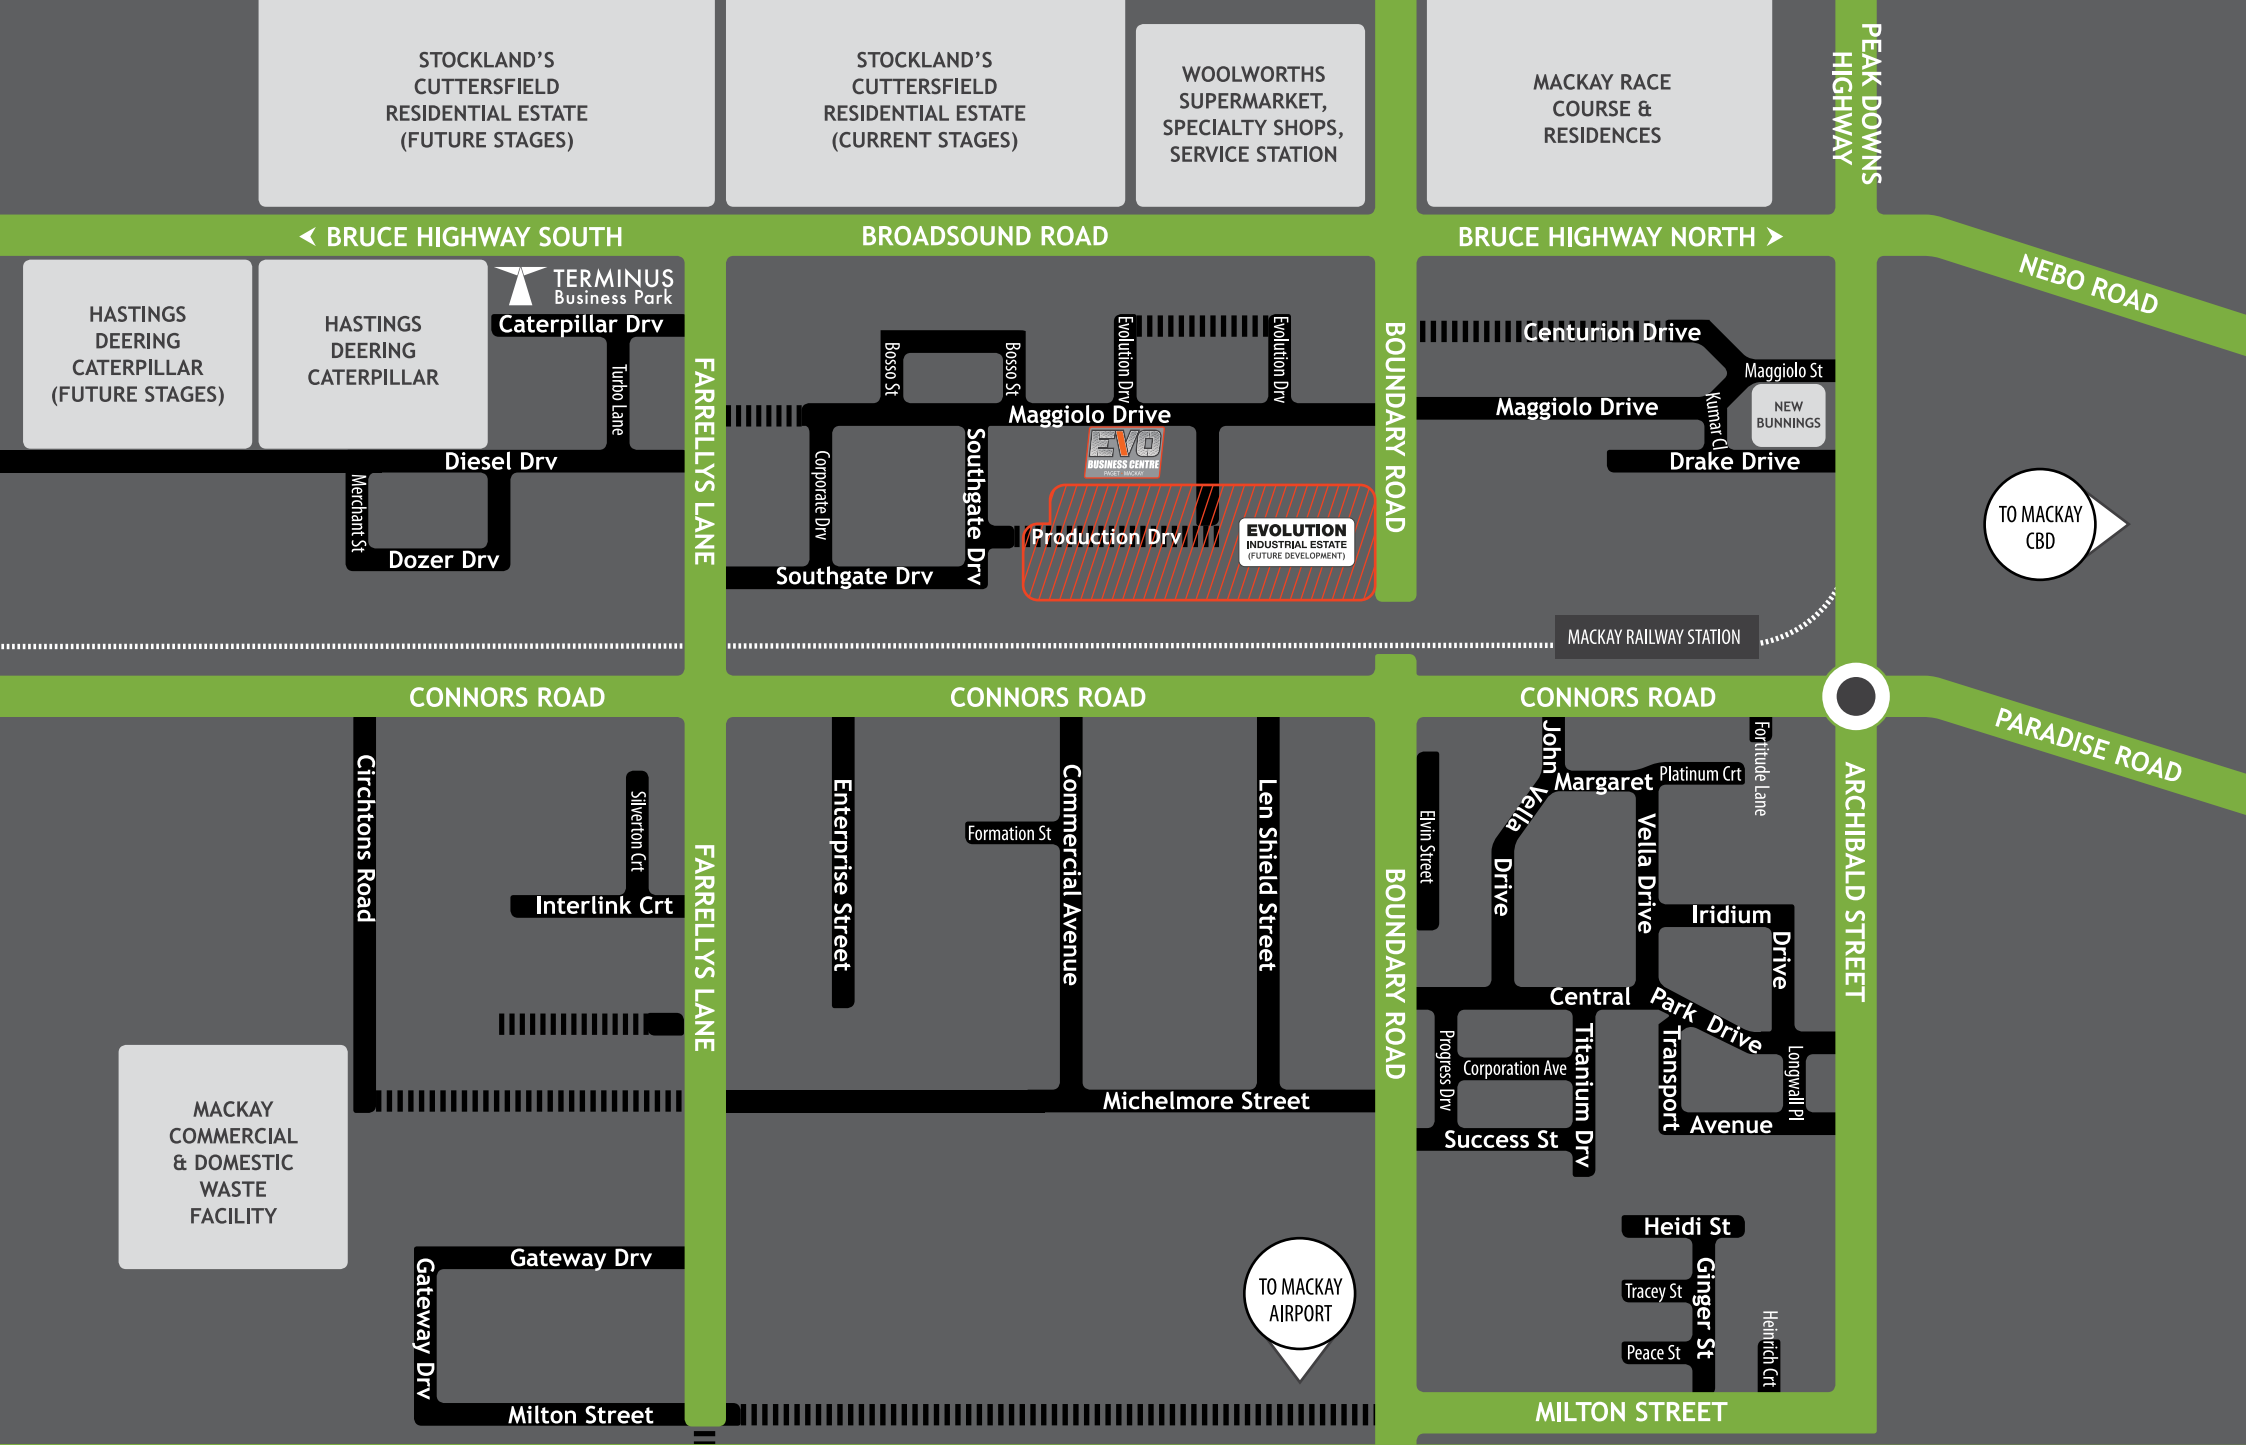 STOCKLAND'S
CUTTERSFIELD
RESIDENTIAL ESTATE
(FUTURE STAGES)
STOCKLAND'S
CUTTERSFIELD
RESIDENTIAL ESTATE
(CURRENT STAGES)
WOOLWORTHS
SUPERMARKET,
SPECIALTY SHOPS,
SERVICE STATION
MACKAY RACE
COURSE &
RESIDENCES
PEAK DOWNS
HIGHWAY
BRUCE HIGHWAY SOUTH
BROADSOUND ROAD
BRUCE HIGHWAY NORTH
NEBO ROAD
HASTINGS
DEERING
CATERPILLAR
(FUTURE STAGES)
HASTINGS
DEERING
CATERPILLAR
TERMINUS
Business Park
Caterpillar Drv
Turbo Lane
Diesel Drv
Merchant St
Dozer Drv
FARRELLYS LANE
Bosso St
Bosso St
Evolution Drv
Evolution Drv
Maggiolo Drive
EVO
BUSINESS CENTRE
PAGET MACKAY
Corporate Drv
Southgate Drv
Southgate Drv
Production Drv
EVOLUTION
INDUSTRIAL ESTATE
(FUTURE DEVELOPMENT)
BOUNDARY ROAD
Centurion Drive
Maggiolo St
Maggiolo Drive
Kumar Cl
NEW
BUNNINGS
Drake Drive
TO MACKAY
CBD
MACKAY RAILWAY STATION
CONNORS ROAD
CONNORS ROAD
CONNORS ROAD
PARADISE ROAD
Circhtons Road
Silverton Crt
Interlink Crt
FARRELLYS LANE
Enterprise Street
Formation St
Commercial Avenue
Len Shield Street
Michelmore Street
BOUNDARY ROAD
Elvin Street
John
Vella
Drive
Margaret
Platinum Crt
Vella Drive
Fortitude Lane
ARCHIBALD STREET
Iridium
Drive
Central
Park
Drive
Progress Drv
Corporation Ave
Titanium Drv
Success St
Transport
Avenue
Longwall Pl
MACKAY
COMMERCIAL
& DOMESTIC
WASTE
FACILITY
Gateway Drv
Gateway Drv
Milton Street
TO MACKAY
AIRPORT
Heidi St
Tracey St
Ginger St
Peace St
Heinrich Crt
MILTON STREET